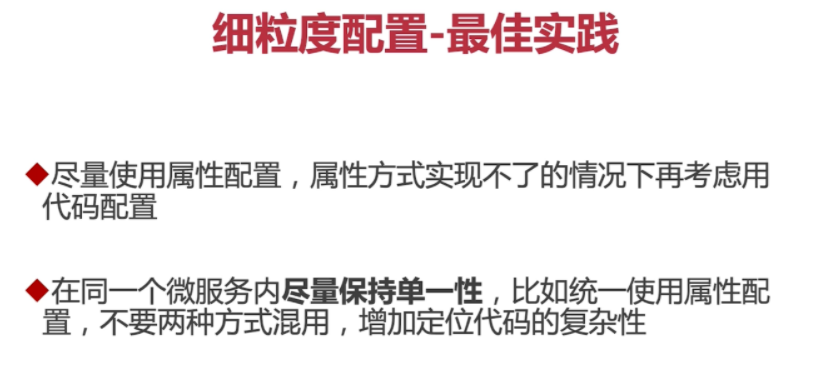 细粒度配置-最佳实践
◆尽量使用属性配置，属性方式实现不了的情况下再考虑用
代码配置
◆在同一个微服务内尽量保持单一性，比如统一使用属性配
置，不要两种方式混用，增加定位代码的复杂性